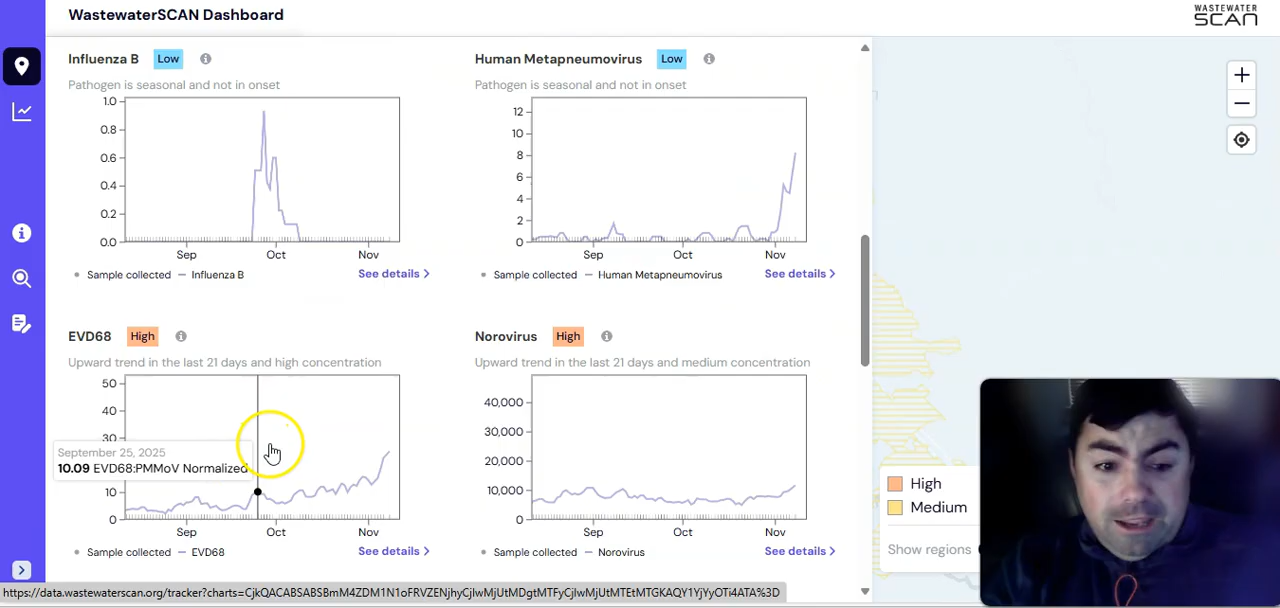 WastewaterSCAN Dashboard
WASTEWATER
SCAN
Influenza B Low
Pathogen is seasonal and not in onset
1.0
0.8
0.6
0.4
0.2
0.0
Sep Oct Nov
Sample collected Influenza B See details
Human Metapneumovirus Low
Pathogen is seasonal and not in onset
12
10
8
6
4
2
0
Sep Oct Nov
Sample collected Human Metapneumovirus See details
EVD68 High
Upward trend in the last 21 days and high concentration
50
40
30
10
0
September 25, 2025
10.09 EVD68:PMMoV Normalized
Sep Oct Nov
Sample collected EVD68 See details
Norovirus High
Upward trend in the last 21 days and medium concentration
40,000
30,000
20,000
10,000
0
Sep Oct Nov
Sample collected Norovirus See details
High
Medium
Show regions
https://data.wastewaterscan.org/tracker?charts=CjkQACABSABSBmM4ZDM1N1oFRVZENjhyCjIwMjUtMDgtMTFyCjIwMjUtMTEtMTGKAQY1YjYyOTi4ATA%3D